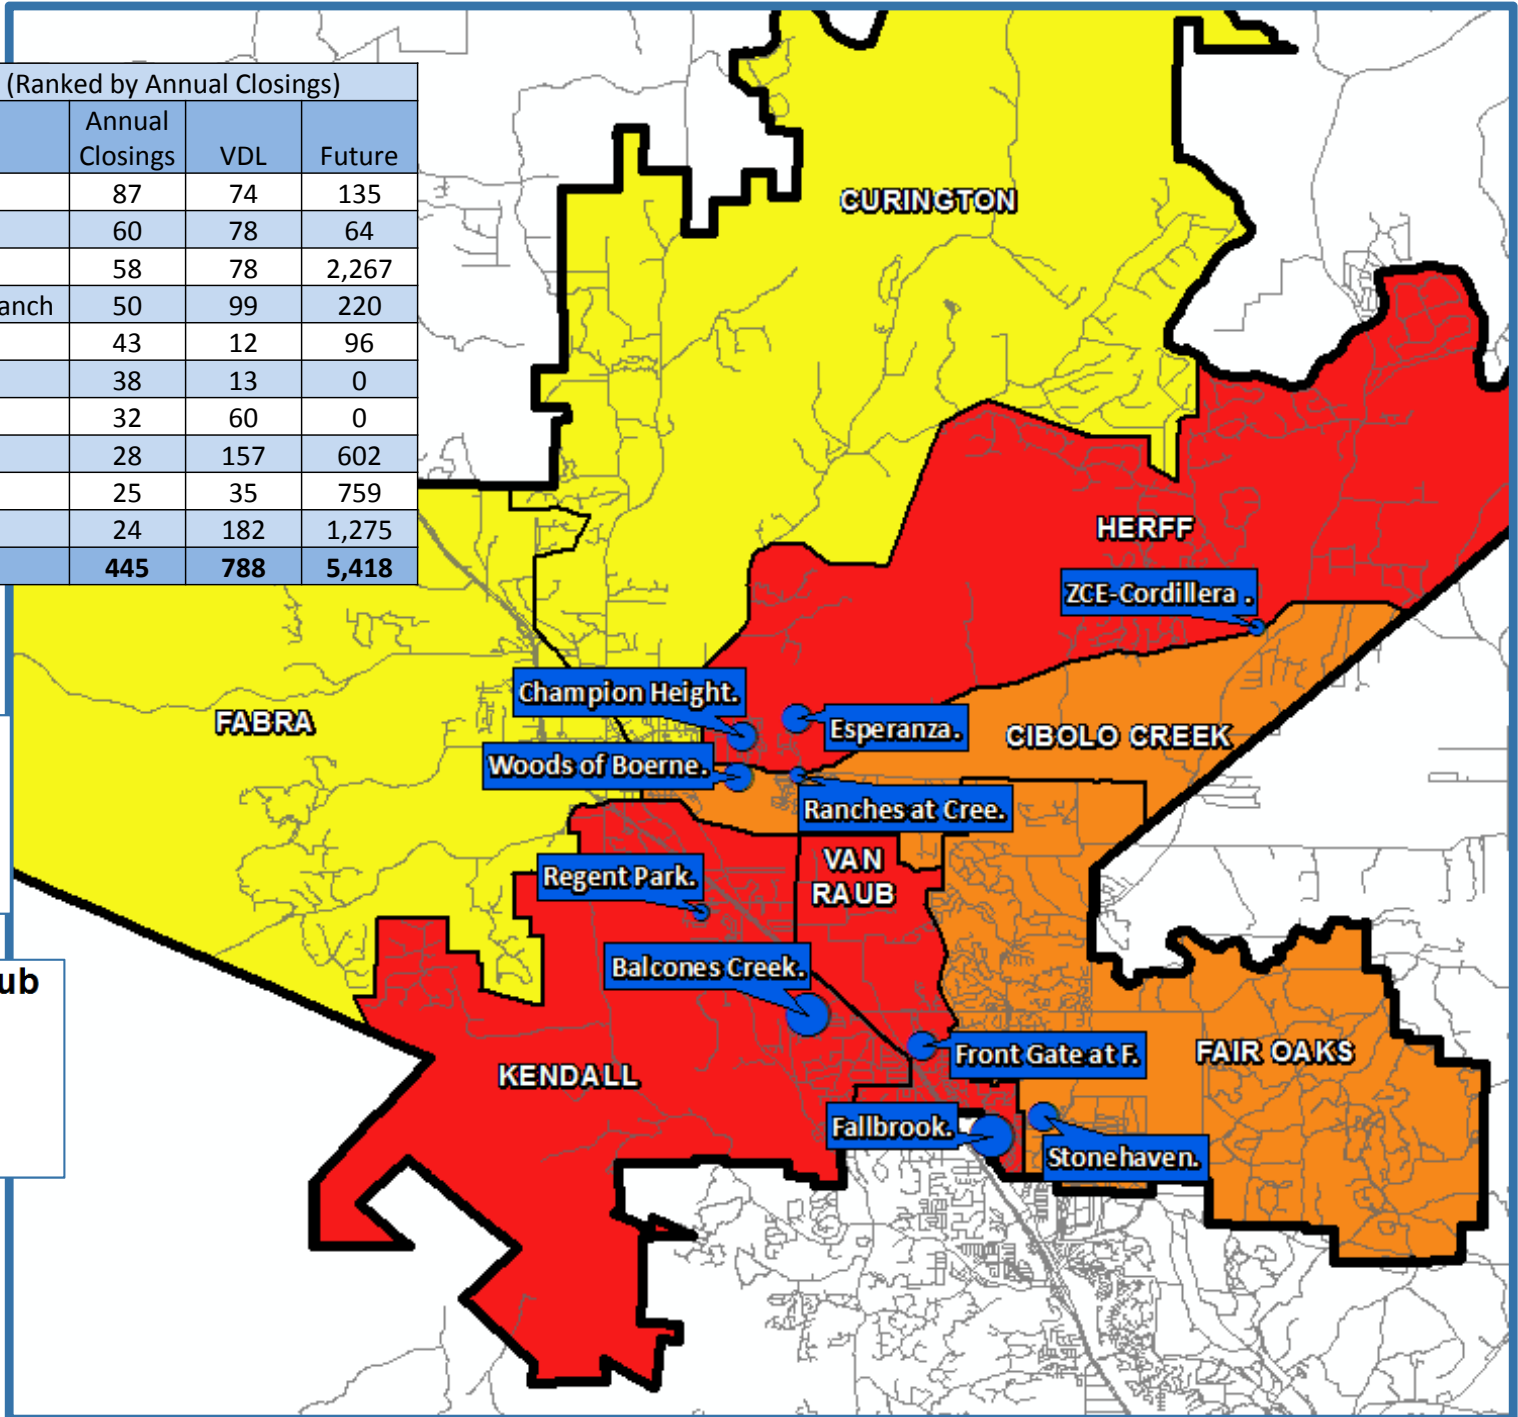 (Ranked by Annual Closings)
Annual Closings VDL Future
87 74 135
60 78 64
58 78 2,267
anch 50 99 220
43 12 96
38 13 0
32 60 0
28 157 602
25 35 759
24 182 1,275
445 788 5,418
CURINGTON
HERFF
ZCE-Cordillera .
Champion Height.
FABRA
Esperanza.
CIBOLO CREEK
Woods of Boerne.
Ranches at Cree.
VAN
RAUB
Regent Park.
Balcones Creek.
ub
Front Gate at F.
FAIR OAKS
KENDALL
Fallbrook.
Stonehaven.